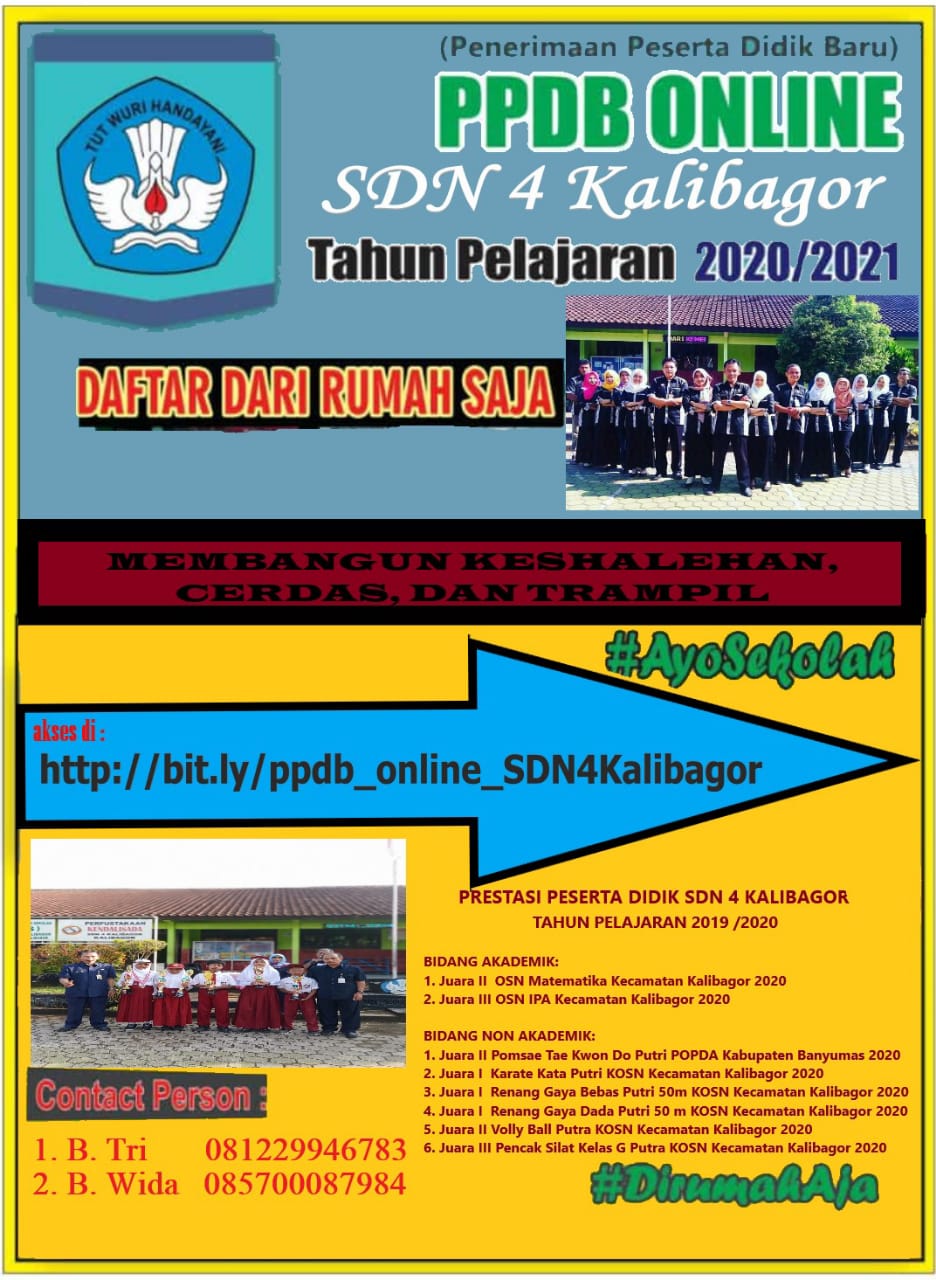 (Penerimaan Peserta Didik Baru)
PPDB ONLINE
SDN 4 Kalibagor
Tahun Pelajaran 2020/2021
TUT WURI HANDAYANI
DAFTAR DARI RUMAH SAJA
MEMBANGUN KESHALEHAN,
CERDAS, DAN TRAMPIL
#AyoSekolah
akses di :
http://bit.ly/ppdb_online_SDN4Kalibagor
PERPUSTAKAAN
KENDALISADA
SDN 4 KALIBAGOR
KALIBAGOR
PRESTASI PESERTA DIDIK SDN 4 KALIBAGOR
TAHUN PELAJARAN 2019 /2020
BIDANG AKADEMIK:
1. Juara II OSN Matematika Kecamatan Kalibagor 2020
2. Juara III OSN IPA Kecamatan Kalibagor 2020
BIDANG NON AKADEMIK:
1. Juara II Pomsae Tae Kwon Do Putri POPDA Kabupaten Banyumas 2020
2. Juara I Karate Kata Putri KOSN Kecamatan Kalibagor 2020
3. Juara I Renang Gaya Bebas Putri 50m KOSN Kecamatan Kalibagor 2020
4. Juara I Renang Gaya Dada Putri 50 m KOSN Kecamatan Kalibagor 2020
5. Juara II Volly Ball Putra KOSN Kecamatan Kalibagor 2020
6. Juara III Pencak Silat Kelas G Putra KOSN Kecamatan Kalibagor 2020
Contact Person :
1. B. Tri 081229946783
2. B. Wida 085700087984
#DirumahAja